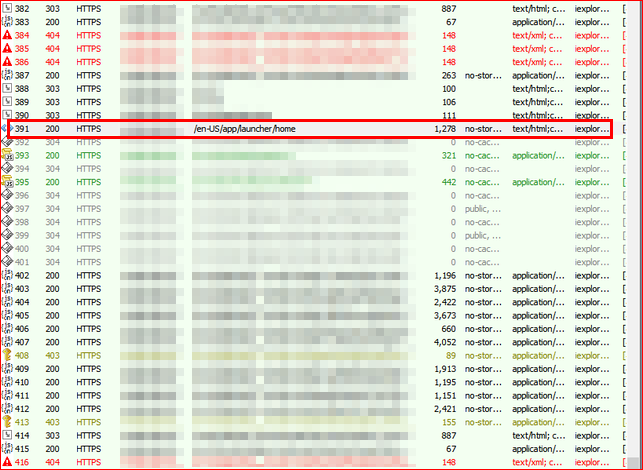 382 303 HTTPS 887 text/html; c... iexplor... [
383 200 HTTPS 67 application/... iexplor... [
384 404 HTTPS 148 text/xml; c... iexplor... [
385 404 HTTPS 148 text/xml; c... iexplor... [
386 404 HTTPS 148 text/xml; c... iexplor... [
387 200 HTTPS 263 no-stor... application/... iexplor... [
388 303 HTTPS 100 text/html;c... iexplor... [
389 303 HTTPS 106 text/html;c... iexplor... [
390 303 HTTPS 111 text/html;c... iexplor... [
391 200 HTTPS /en-US/app/launcher/home 1,278 no-stor... text/html;c... iexplor... [
392 304 HTTPS 0 no-cac... iexplor... [
393 200 HTTPS 321 no-cac... application/... iexplor... [
394 304 HTTPS 0 no-cac... iexplor... [
395 200 HTTPS 442 no-cac... application/... iexplor... [
396 304 HTTPS 0 no-cac... iexplor... [
397 304 HTTPS 0 public, ... iexplor... [
398 304 HTTPS 0 no-cac... iexplor... [
399 304 HTTPS 0 public, ... iexplor... [
400 304 HTTPS 0 no-cac... iexplor... [
401 304 HTTPS 0 no-cac... iexplor... [
402 200 HTTPS 1,196 no-stor... application/... iexplor... [
403 200 HTTPS 3,875 no-stor... application/... iexplor... [
404 200 HTTPS 2,422 no-stor... application/... iexplor... [
405 200 HTTPS 3,673 no-stor... application/... iexplor... [
406 200 HTTPS 660 no-stor... application/... iexplor... [
407 200 HTTPS 4,052 no-stor... application/... iexplor... [
408 403 HTTPS 89 no-stor... application/... iexplor... [
409 200 HTTPS 1,913 no-stor... application/... iexplor... [
410 200 HTTPS 1,195 no-stor... application/... iexplor... [
411 200 HTTPS 1,151 no-stor... application/... iexplor... [
412 200 HTTPS 2,421 no-stor... application/... iexplor... [
413 403 HTTPS 155 no-stor... application/... iexplor... [
414 303 HTTPS 887 text/html; c... iexplor... [
415 200 HTTPS 67 application/... iexplor... [
416 404 HTTPS 148 text/xml; c... iexplor... [